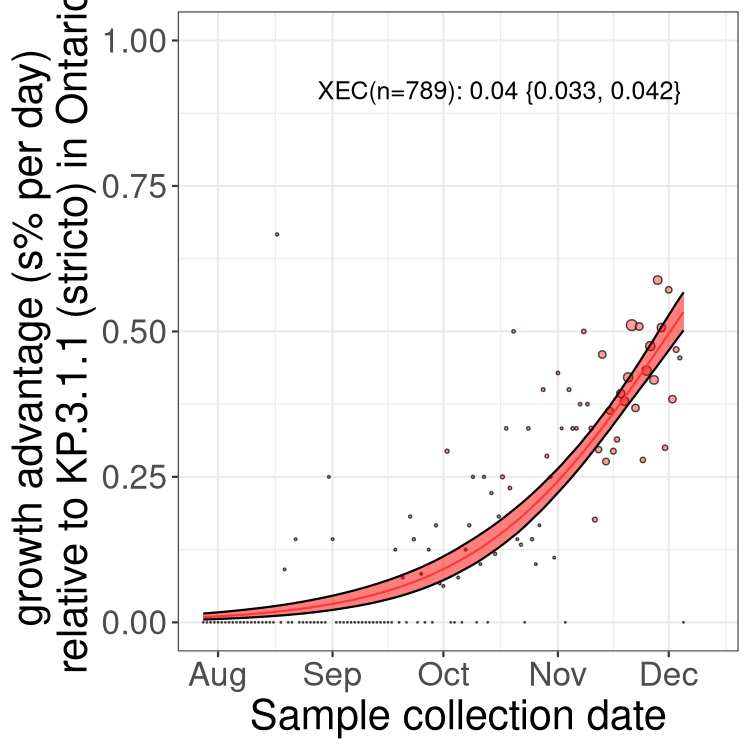 growth advantage (s% per day)
relative to KP.3.1.1 (stricto) in Ontario
1.00
0.75
0.50
0.25
0.00
XEC(n=789): 0.04 {0.033, 0.042}
Aug Sep Oct Nov Dec
Sample collection date